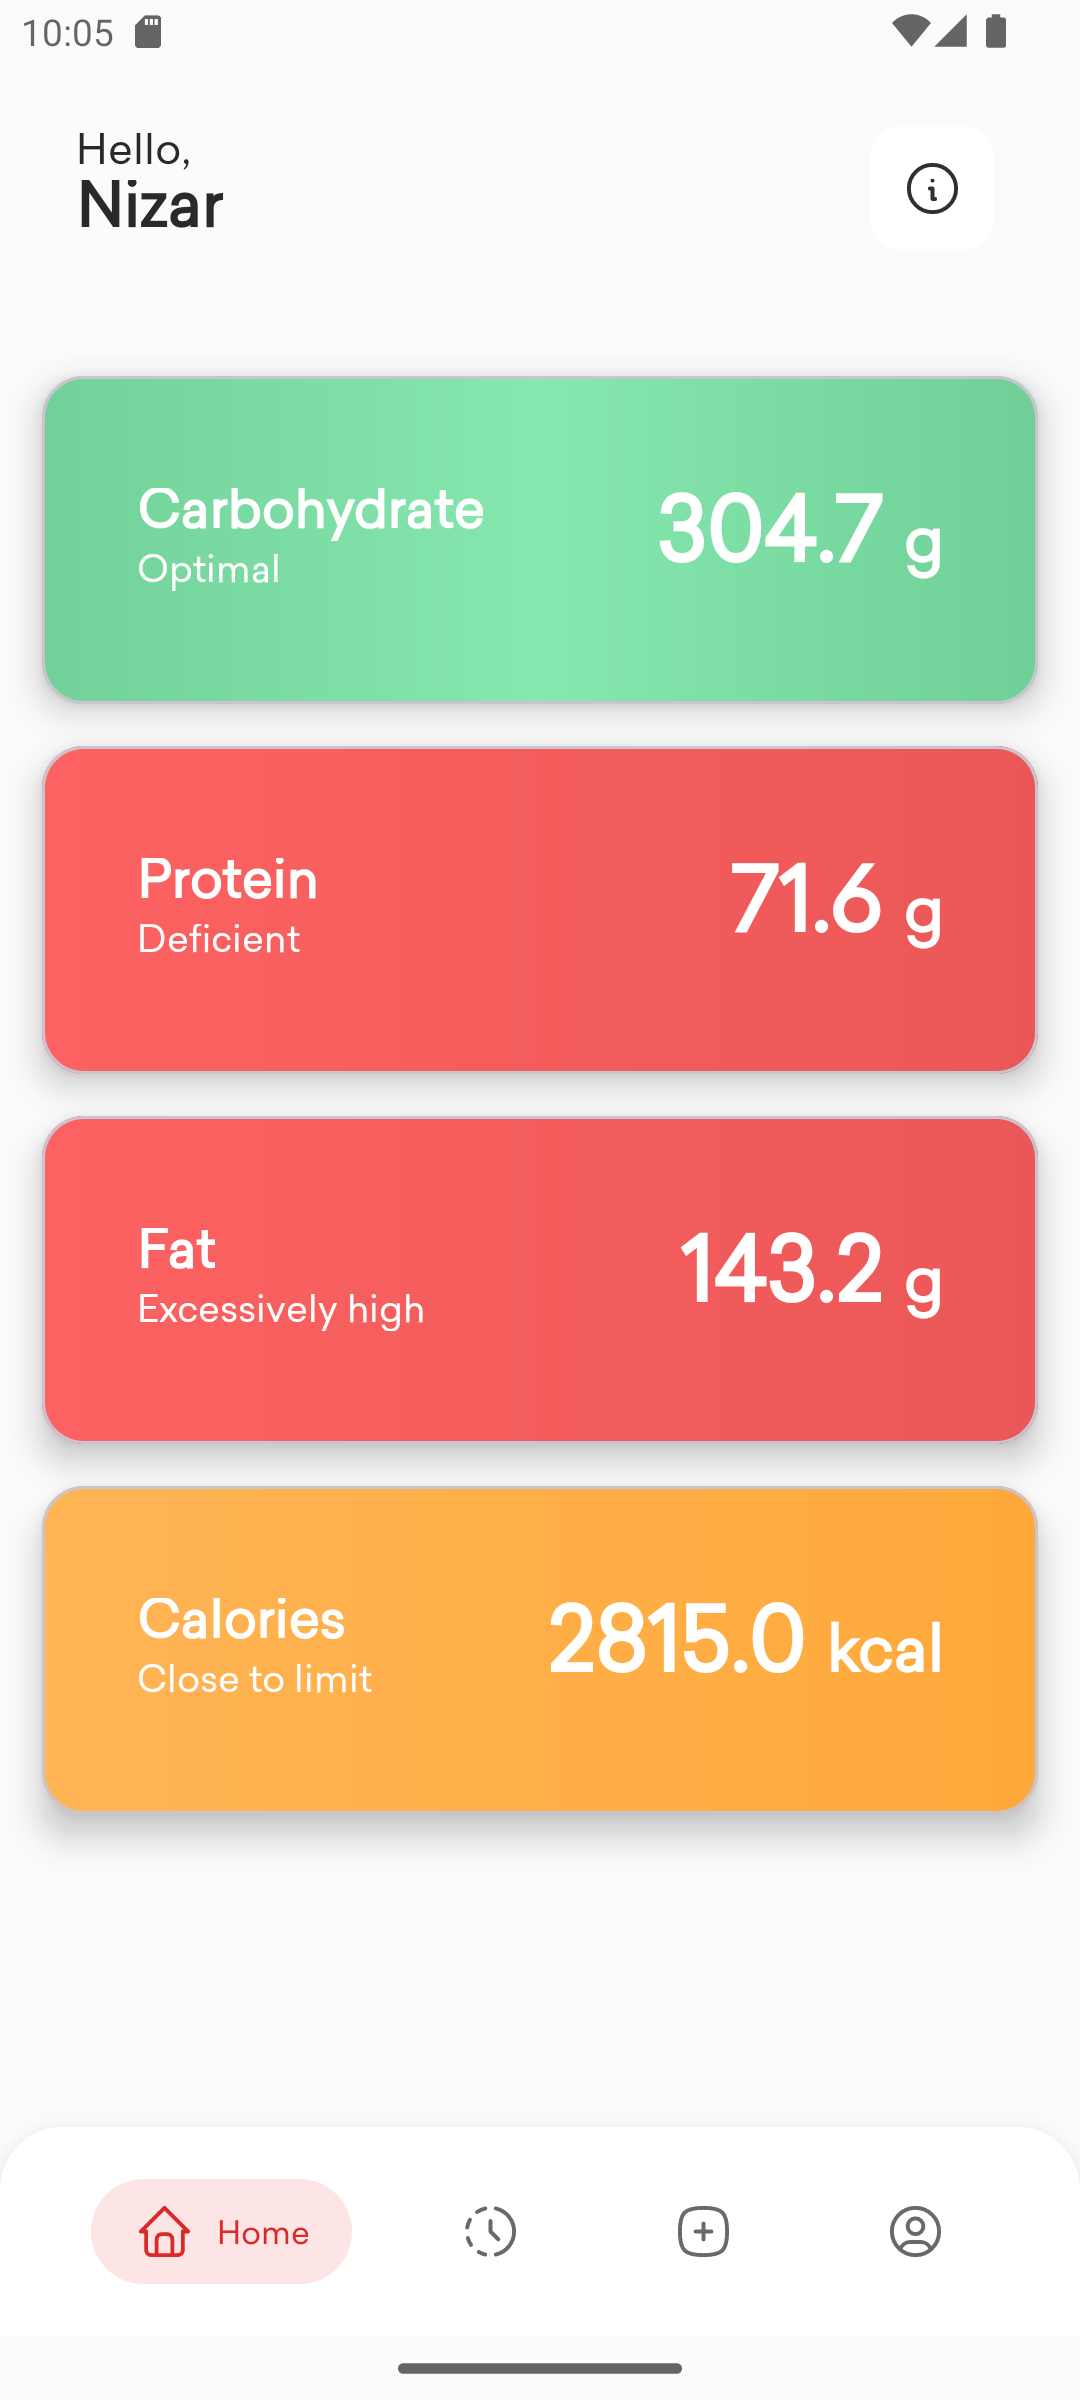 10:05
Hello,
Nizar
Carbohydrate
Optimal
304.7 g
Protein
Deficient
71.6 g
Fat
Excessively high
143.2 g
Calories
Close to limit
2815.0 kcal
Home